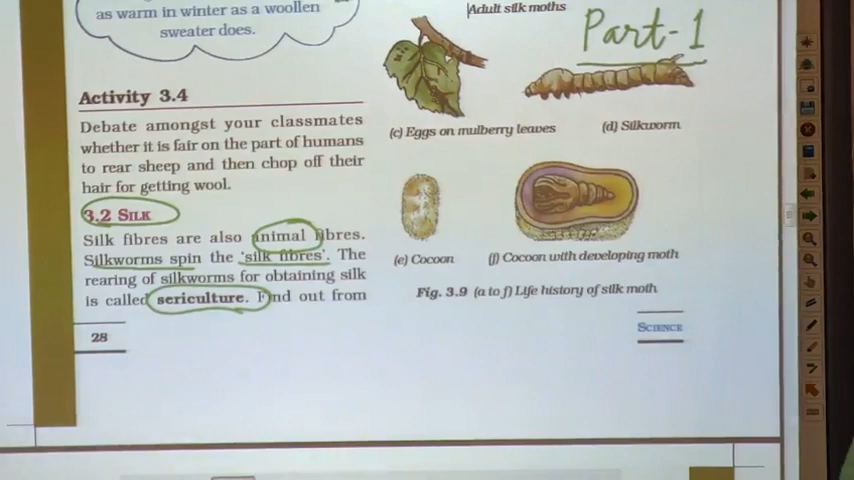 as warm in winter as a woollen
sweater does.
Activity 3.4
Debate amongst your classmates
whether it is fair on the part of humans
to rear sheep and then chop off their
hair for getting wool.
3.2 SILK
Silk fibres are also animal fibres.
Silkworms spin the ‘silk fibres’. The
rearing of silkworms for obtaining silk
is called sericulture. Find out from
28
Adult silk moths
Part-1
(c) Eggs on mulberry leaves
(d) Silkworm
(e) Cocoon
(f) Cocoon with developing moth
Fig. 3.9 (a to f) Life history of silk moth
SCIENCE